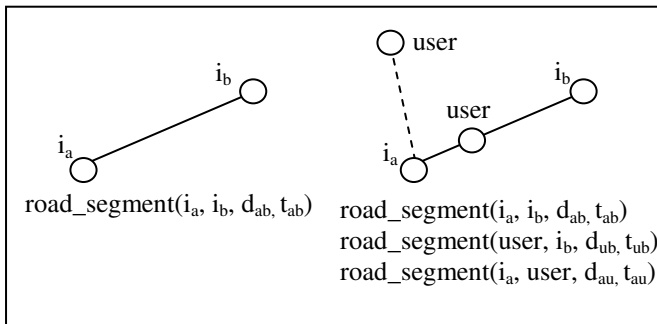 i_b
i_a
road_segment(i_a, i_b, d_ab, t_ab)
user
i_b
user
i_a
road_segment(i_a, i_b, d_ab, t_ab)
road_segment(user, i_b, d_ub, t_ub)
road_segment(i_a, user, d_au, t_au)